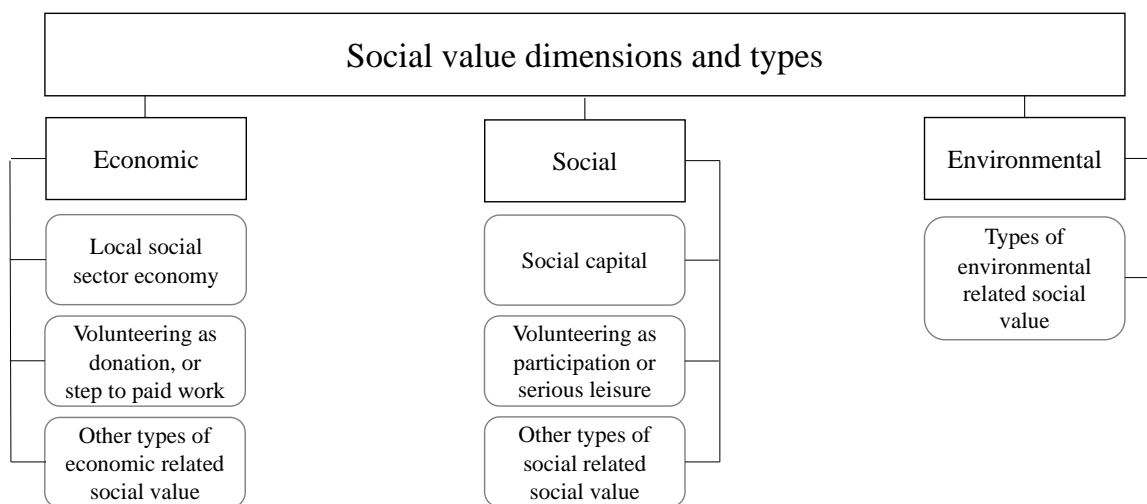 Social value dimensions and types
Economic
Local social
sector economy
Volunteering as
donation, or
step to paid work
Other types of
economic related
social value
Social
Social capital
Volunteering as
participation or
serious leisure
Other types of
social related
social value
Environmental
Types of
environmental
related social
value